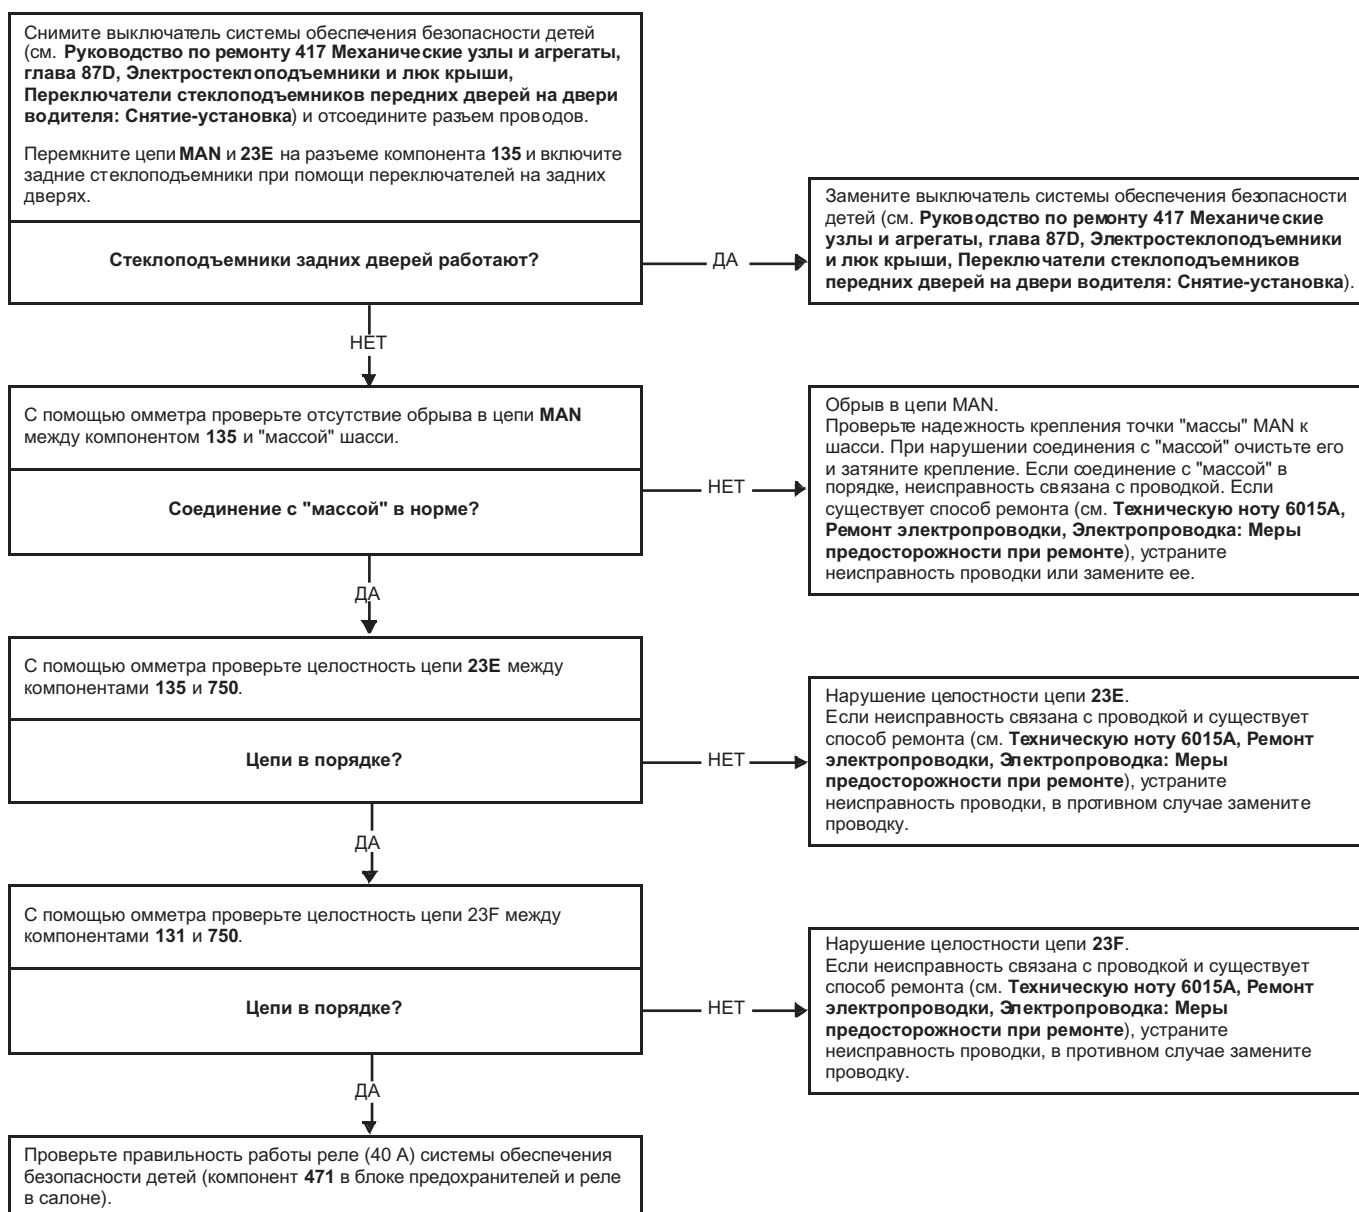 Снимите выключатель системы обеспечения безопасности детей
(см. Руководство по ремонту 417 Механические узлы и агрегаты,
глава 87D, Электростеклоподъемники и люк крыши,
Переключатели стеклоподъемников передних дверей на двери
водителя: Снятие-установка) и отсоедините разъем проводов.
Перемкните цепи MAN и 23E на разъеме компонента 135 и включите
задние стеклоподъемники при помощи переключателей на задних
дверях.
Стеклоподъемники задних дверей работают?
ДА
Замените выключатель системы обеспечения безопасности
детей (см. Руководство по ремонту 417 Механические
узлы и агрегаты, глава 87D, Электростеклоподъемники
и люк крыши, Переключатели стеклоподъемников
передних дверей на двери водителя: Снятие-установка).
НЕТ
С помощью омметра проверьте отсутствие обрыва в цепи MAN
между компонентом 135 и "массой" шасси.
Соединение с "массой" в норме?
НЕТ
Обрыв в цепи MAN.
Проверьте надежность крепления точки "массы" MAN к
шасси. При нарушении соединения с "массой" очистьте его
и затяните крепление. Если соединение с "массой" в
порядке, неисправность связана с проводкой. Если
существует способ ремонта (см. Техническую ноту 6015A,
Ремонт электропроводки, Электропроводка: Меры
предосторожности при ремонте), устраните
неисправность проводки или замените ее.
ДА
С помощью омметра проверьте целостность цепи 23E между
компонентами 135 и 750.
Цепи в порядке?
НЕТ
Нарушение целостности цепи 23E.
Если неисправность связана с проводкой и существует
способ ремонта (см. Техническую ноту 6015A, Ремонт
электропроводки, Электропроводка: Меры
предосторожности при ремонте), устраните
неисправность проводки, в противном случае замените
проводку.
ДА
С помощью омметра проверьте целостность цепи 23F между
компонентами 131 и 750.
Цепи в порядке?
НЕТ
Нарушение целостности цепи 23F.
Если неисправность связана с проводкой и существует
способ ремонта (см. Техническую ноту 6015A, Ремонт
электропроводки, Электропроводка: Меры
предосторожности при ремонте), устраните
неисправность проводки, в противном случае замените
проводку.
ДА
Проверьте правильность работы реле (40 А) системы обеспечения
безопасности детей (компонент 471 в блоке предохранителей и реле
в салоне).